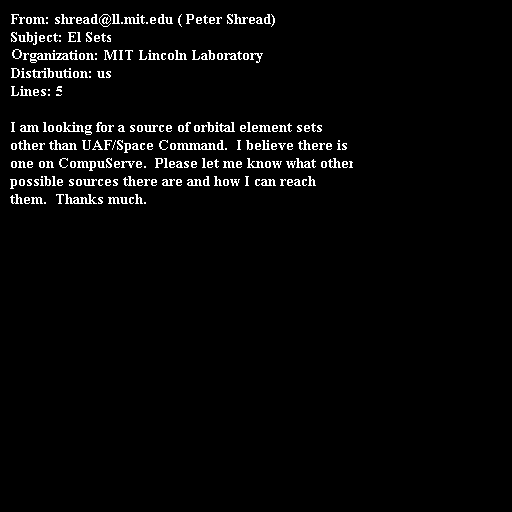 From: shread@ll.mit.edu ( Peter Shread)
Subject: El Sets
Organization: MIT Lincoln Laboratory
Distribution: us
Lines: 5

I am looking for a source of orbital element sets
other than UAF/Space Command.  I believe there is
one on CompuServe.  Please let me know what other
possible sources there are and how I can reach
them.  Thanks much.